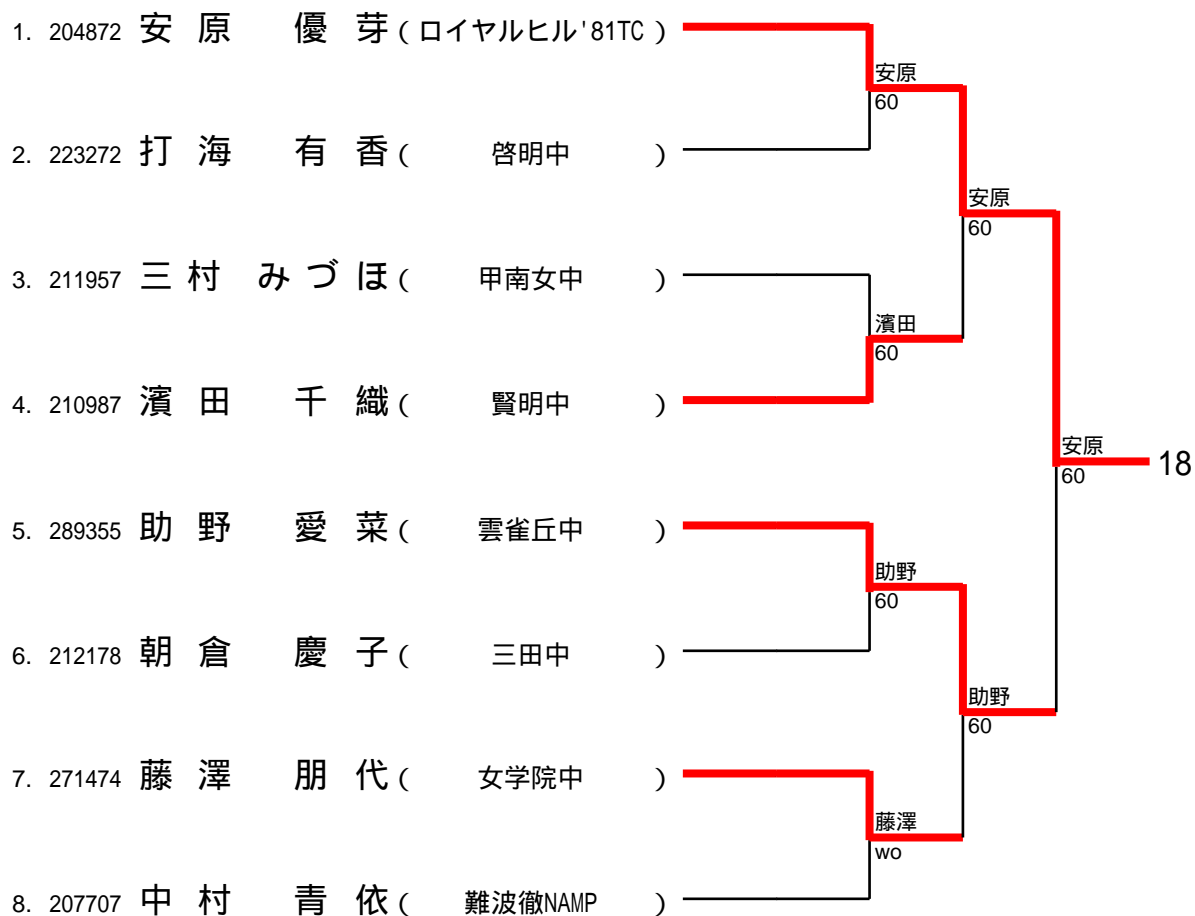 1. 204872 安原 優芽 ( ロイヤルヒル'81TC )
安原
60
2. 223272 打海 有香 ( 啓明中 )
安原
60
3. 211957 三村 みづほ ( 甲南女中 )
濱田
60
4. 210987 濱田 千織 ( 賢明中 )
安原
60
18
5. 289355 助野 愛菜 ( 雲雀丘中 )
助野
60
6. 212178 朝倉 慶子 ( 三田中 )
助野
60
7. 271474 藤澤 朋代 ( 女学院中 )
藤澤
wo
8. 207707 中村 青依 ( 難波徹NAMP )